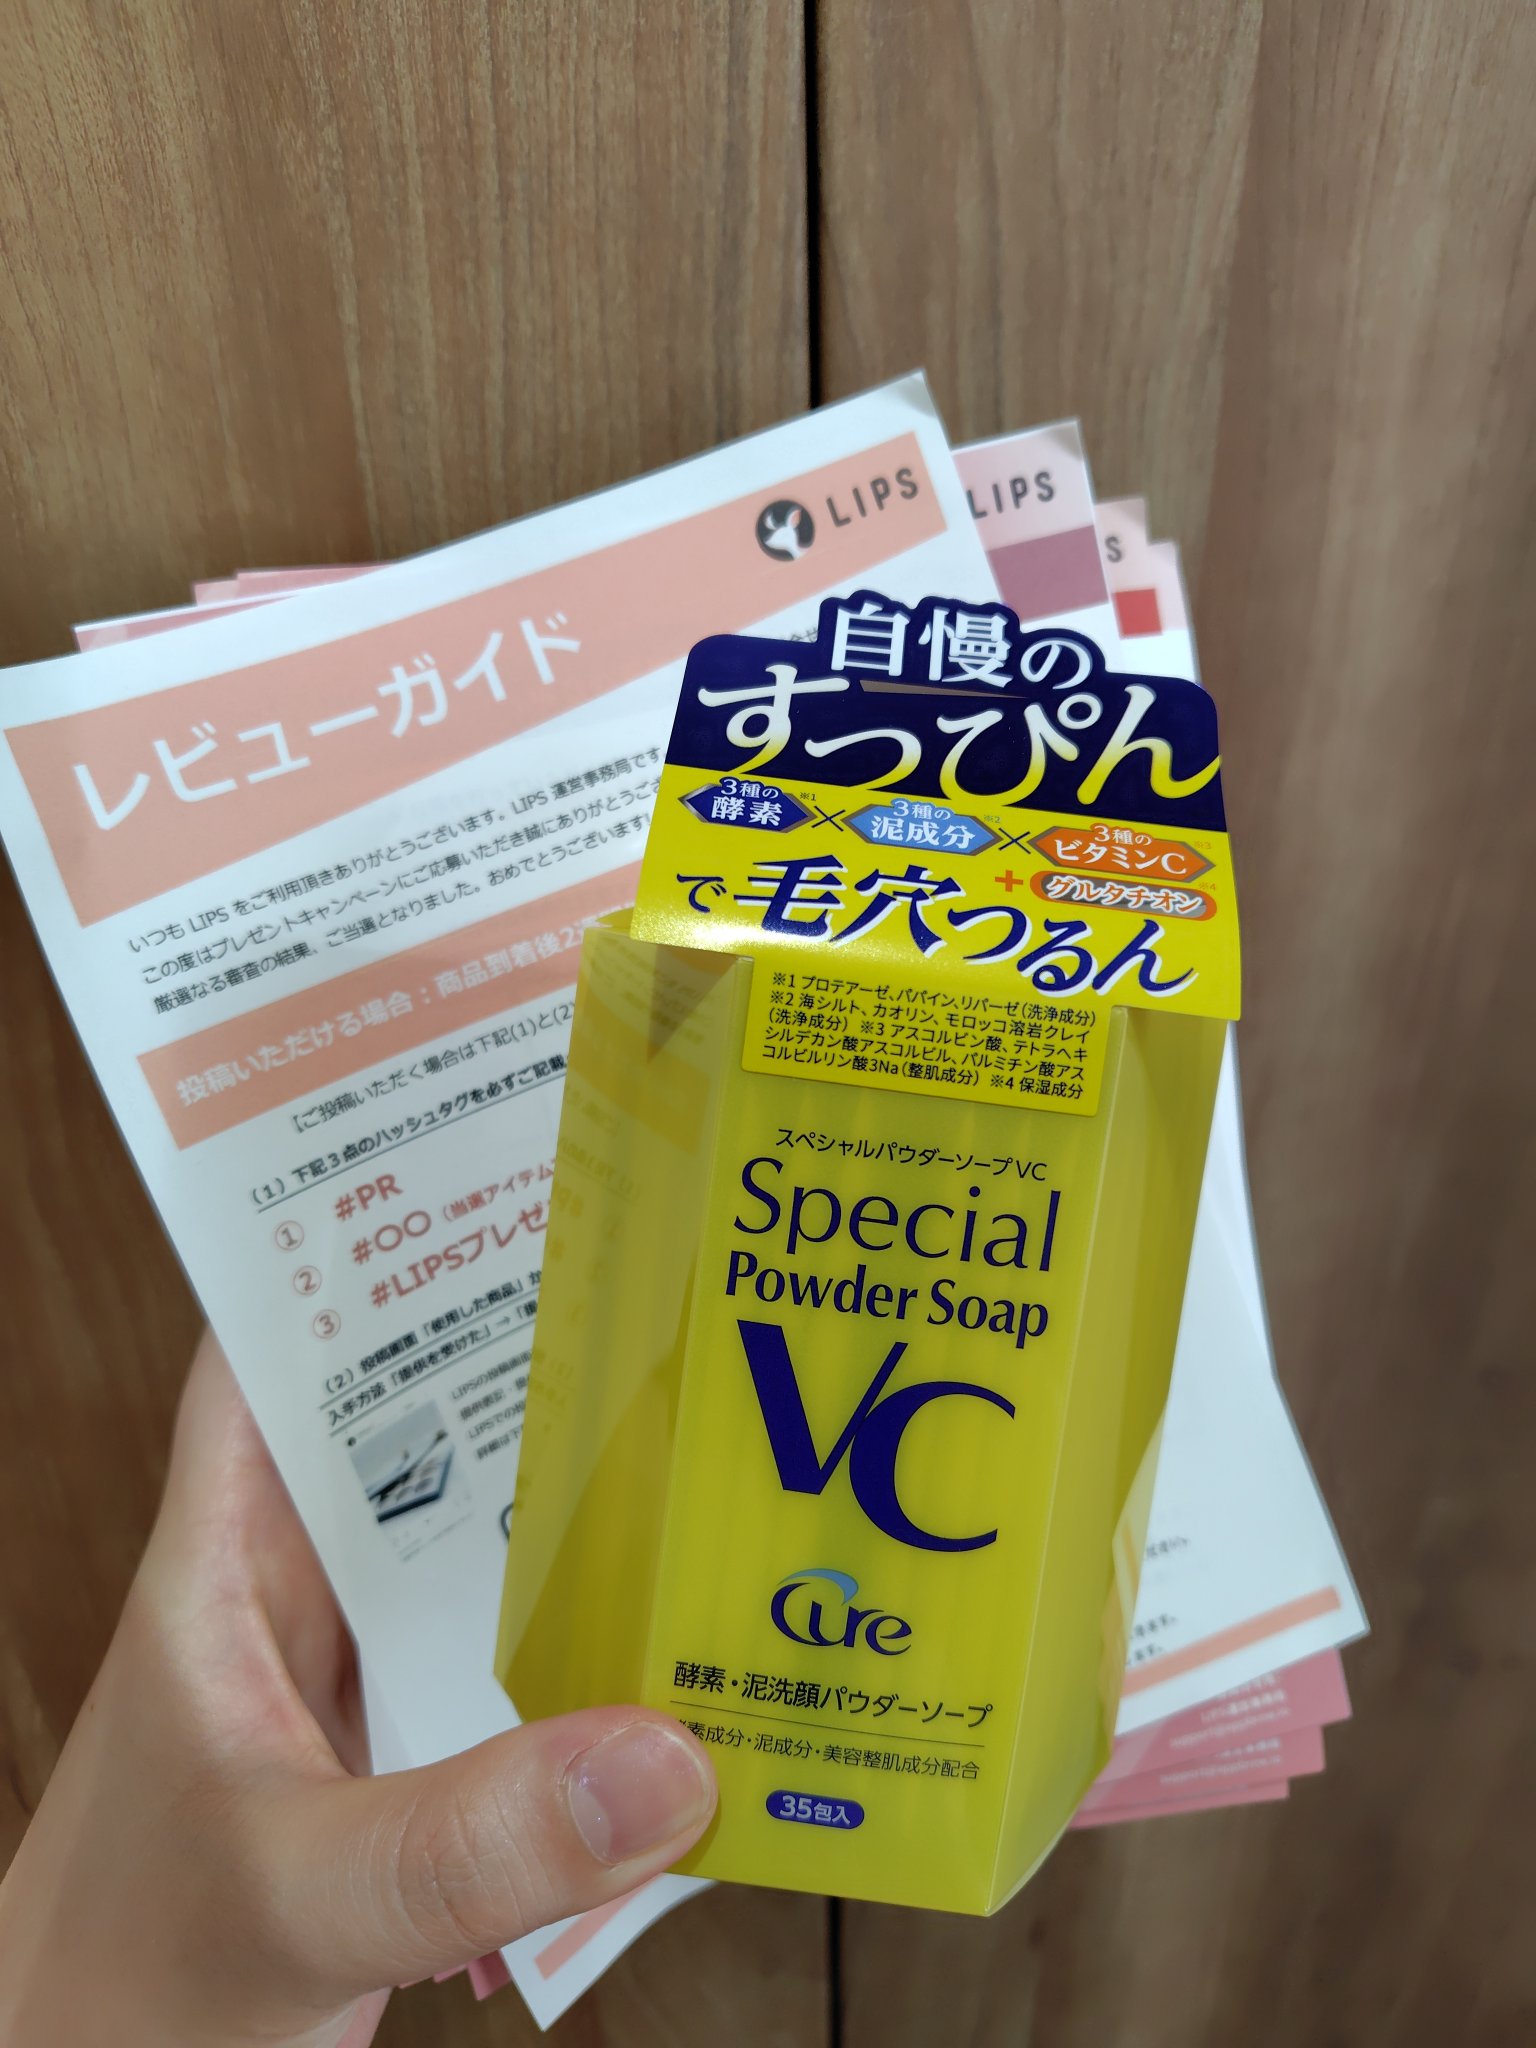 LIPS
LIPS
S
レビューガイド
いつも LIPS をご利用頂きありがとうございます。LIPS 運営事務局です。
この度はプレゼントキャンペーンにご応募いただき誠にありがとうござ
厳選なる審査の結果、ご当選となりました。おめでとうございます!
投稿いただける場合：商品到着後2週
【ご投稿いただく場合は下記(1)と(2)
(1) 下記3点のハッシュタグを必ずご記載
① #PR
② #〇〇（当選アイテム
③ #LIPSプレゼ
(2) 投稿画面「使用した商品」か
入手方法「提供を受けた」→「提
自慢の
すっぴん
3種の酵素※1×3種の泥成分※2×3種のビタミンC※3
+グルタチオン※4
で毛穴つるん
※1 プロテアーゼ、パパイン、リパーゼ（洗浄成分）
※2 海シルト、カオリン、モロッコ溶岩クレイ
（洗浄成分） ※3 アスコルビン酸、テトラヘキ
シルデカン酸アスコルビル、パルミチン酸アス
コルビルリン酸3Na（整肌成分） ※4 保湿成分
スペシャルパウダーソープVC
Special
Powder Soap
VC
Cure
酵素・泥洗顔パウダーソープ
素成分・泥成分・美容整肌成分配合
35包入